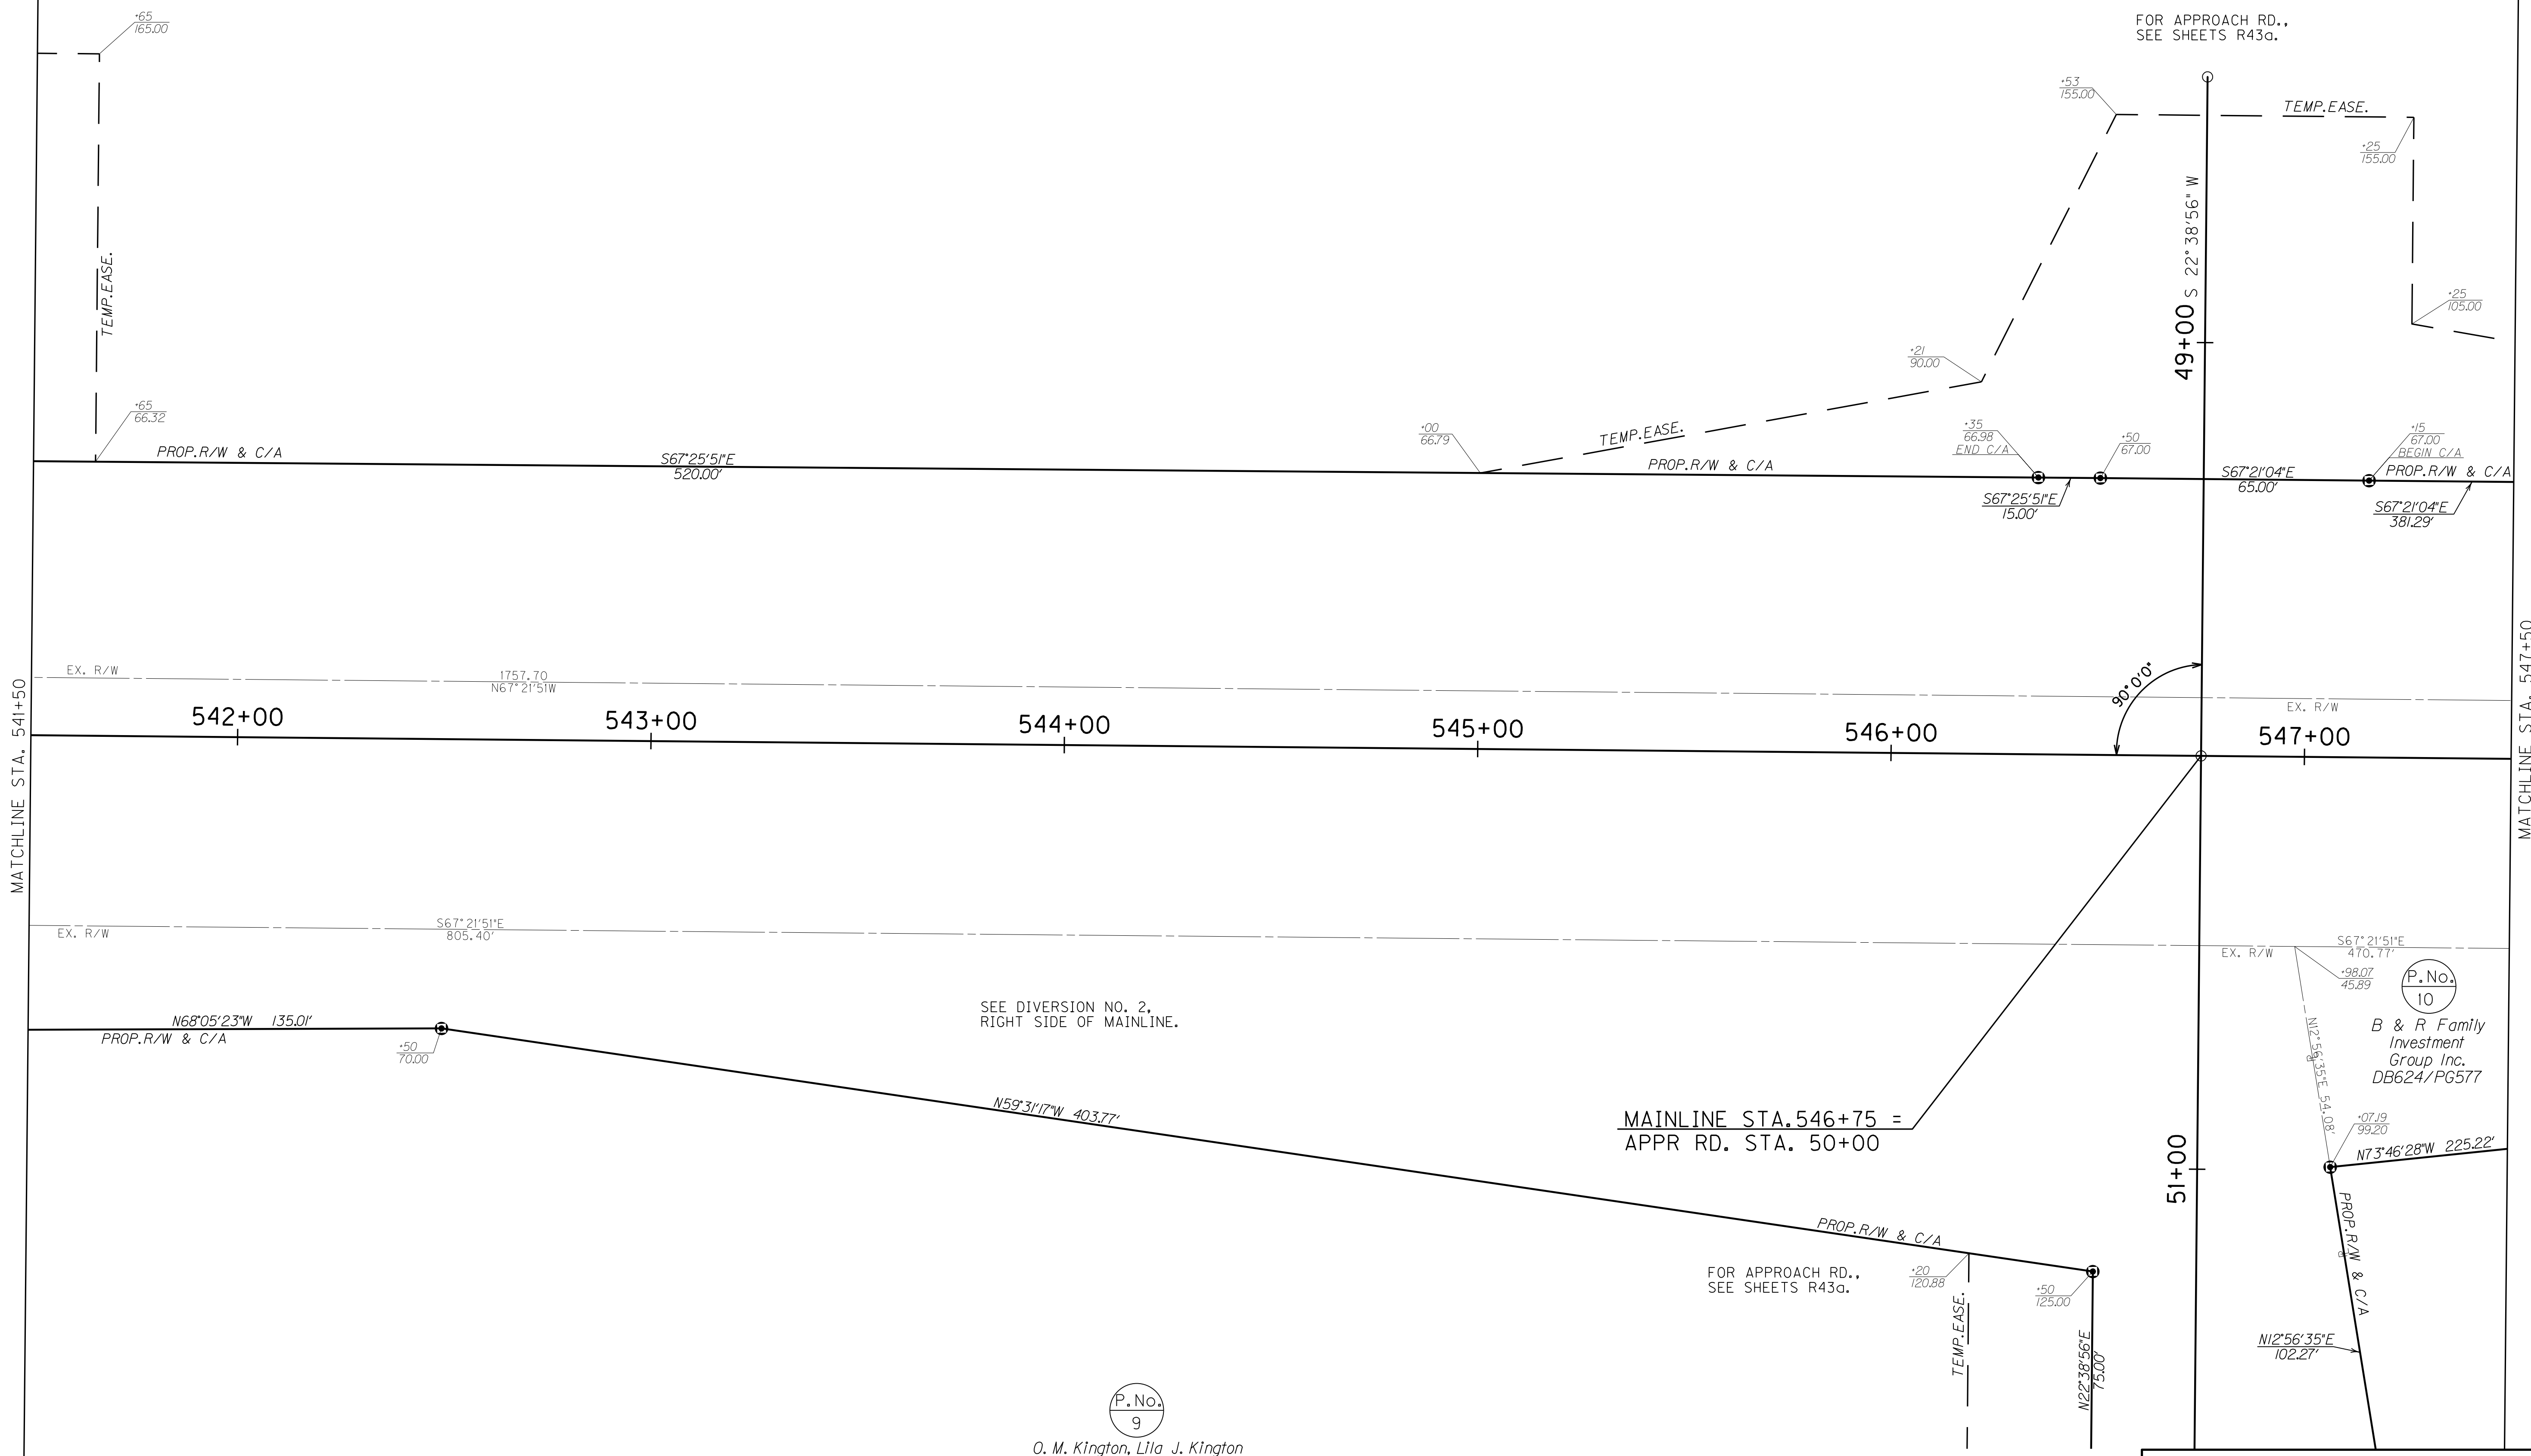 +65
165.00
FOR APPROACH RD.,
SEE SHEETS R43a.
+53
155.00
TEMP.EASE.
+25
155.00
S 22°38'56" W
TEMP.EASE.
+25
105.00
49+00
+21
90.00
+65
66.32
PROP.R/W & C/A
S67°25'51"E
520.00'
+00
66.79
TEMP.EASE.
PROP.R/W & C/A
+35
66.98
END C/A
+50
67.00
S67°25'51"E
15.00'
S67°21'04"E
65.00'
+15
67.00
BEGIN C/A
PROP.R/W & C/A
S67°21'04"E
381.29'
MATCHLINE STA. 541+50
MATCHLINE STA. 547+50
EX. R/W
1757.70
N67°21'51W
90°0'0"
EX. R/W
542+00
543+00
544+00
545+00
546+00
547+00
EX. R/W
S67°21'51"E
805.40'
EX. R/W
S67°21'51"E
470.77'
+98.07
45.89
P.No.
10
B & R Family
Investment
Group Inc.
DB624/PG577
N12°56'35"E 54.08'
N68°05'23"W 135.01'
PROP.R/W & C/A
+50
70.00
SEE DIVERSION NO. 2,
RIGHT SIDE OF MAINLINE.
N59°31'17"W 403.77'
MAINLINE STA.546+75 =
APPR RD. STA. 50+00
51+00
+07.19
99.20
N73°46'28"W 225.22'
PROP.R/W & C/A
PROP.R/W & C/A
FOR APPROACH RD.,
SEE SHEETS R43a.
+20
120.88
+50
125.00
TEMP.EASE.
N22°38'56"E
75.00'
N12°56'35"E
102.27'
P.No.
9
O. M. Kington, Lila J. Kington